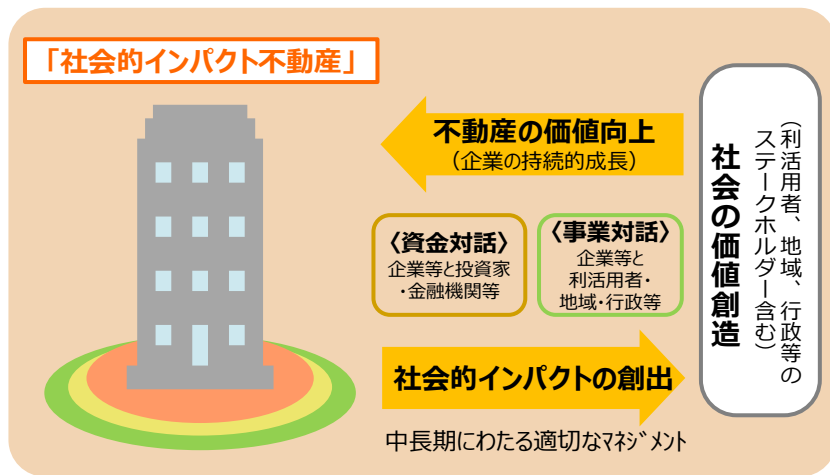 「社会的インパクト不動産」
不動産の価値向上
（企業の持続的成長）
〈資金対話〉
企業等と投資家
・金融機関等
〈事業対話〉
企業等と
利活用者・
地域・行政等
社会的インパクトの創出
中長期にわたる適切なﾏﾈｼﾞﾒﾝﾄ
社会の価値創造
（利活用者、地域、行政等の
ステークホルダー含む）